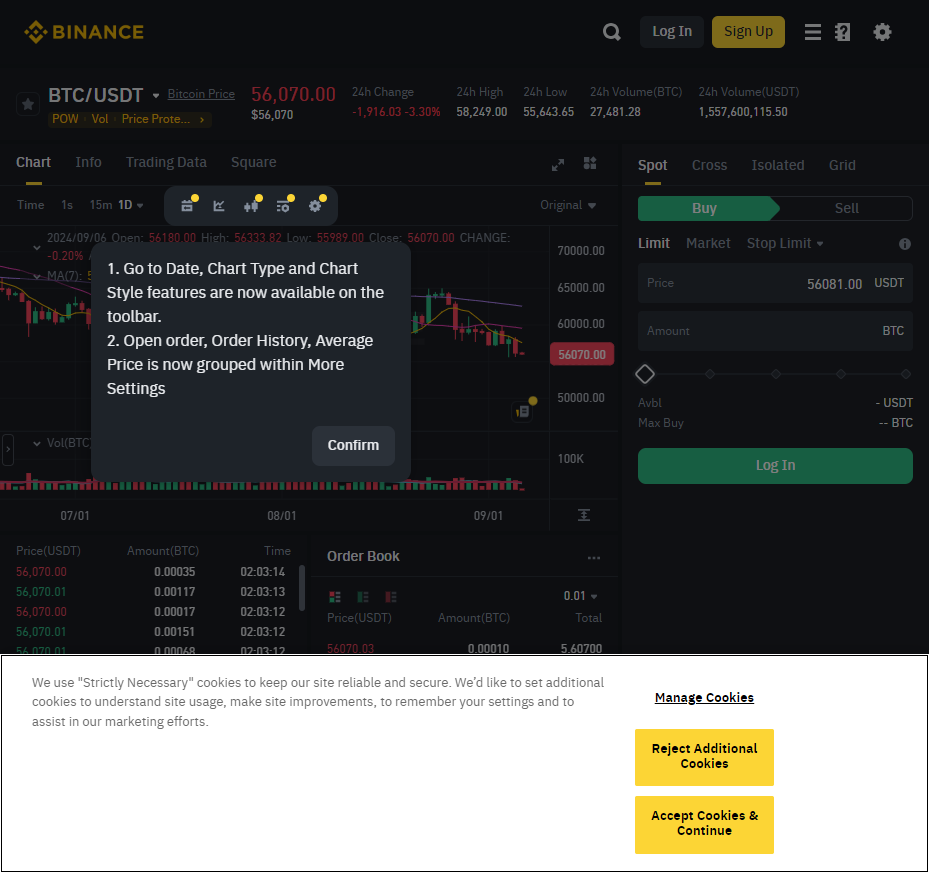 BINANCE
Log In
Sign Up
BTC/USDT
Bitcoin Price
POW · Vol · Price Prote... ›
56,070.00
$56,070
24h Change
-1,916.03 -3.30%
24h High
58,249.00
24h Low
55,643.65
24h Volume(BTC)
27,481.28
24h Volume(USDT)
1,557,600,115.50
Chart Info Trading Data Square
Time 1s 15m 1D
Original
2024/09/06 Open: 56180.00 High: 56333.82 Low: 55989.00 Close: 56070.00 CHANGE:
-0.20%
MA(7):
1. Go to Date, Chart Type and Chart
Style features are now available on the
toolbar.
2. Open order, Order History, Average
Price is now grouped within More
Settings
Confirm
70000.00
65000.00
60000.00
56070.00
50000.00
Vol(BTC)
100K
07/01 08/01 09/01
Spot Cross Isolated Grid
Buy Sell
Limit Market Stop Limit
Price 56081.00 USDT
Amount BTC
Avbl - USDT
Max Buy -- BTC
Log In
Price(USDT) Amount(BTC) Time
56,070.00 0.00035 02:03:14
56,070.01 0.00117 02:03:13
56,070.00 0.00017 02:03:12
56,070.01 0.00151 02:03:12
56,070.01 0.00068 02:03:12
Order Book
0.01
Price(USDT) Amount(BTC) Total
56070.03 0.00010 5.60700
We use "Strictly Necessary" cookies to keep our site reliable and secure. We’d like to set additional
cookies to understand site usage, make site improvements, to remember your settings and to
assist in our marketing efforts.
Manage Cookies
Reject Additional
Cookies
Accept Cookies &
Continue